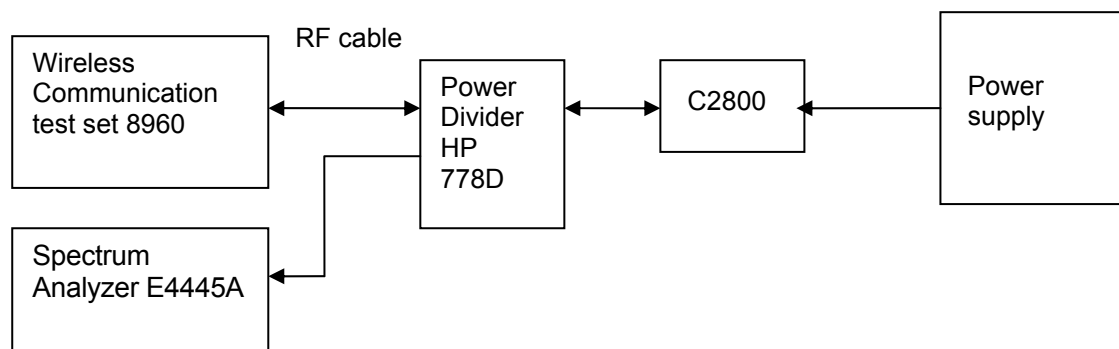 RF cable
Wireless
Communication
test set 8960
Power
Divider
HP
778D
C2800
Power
supply
Spectrum
Analyzer E4445A